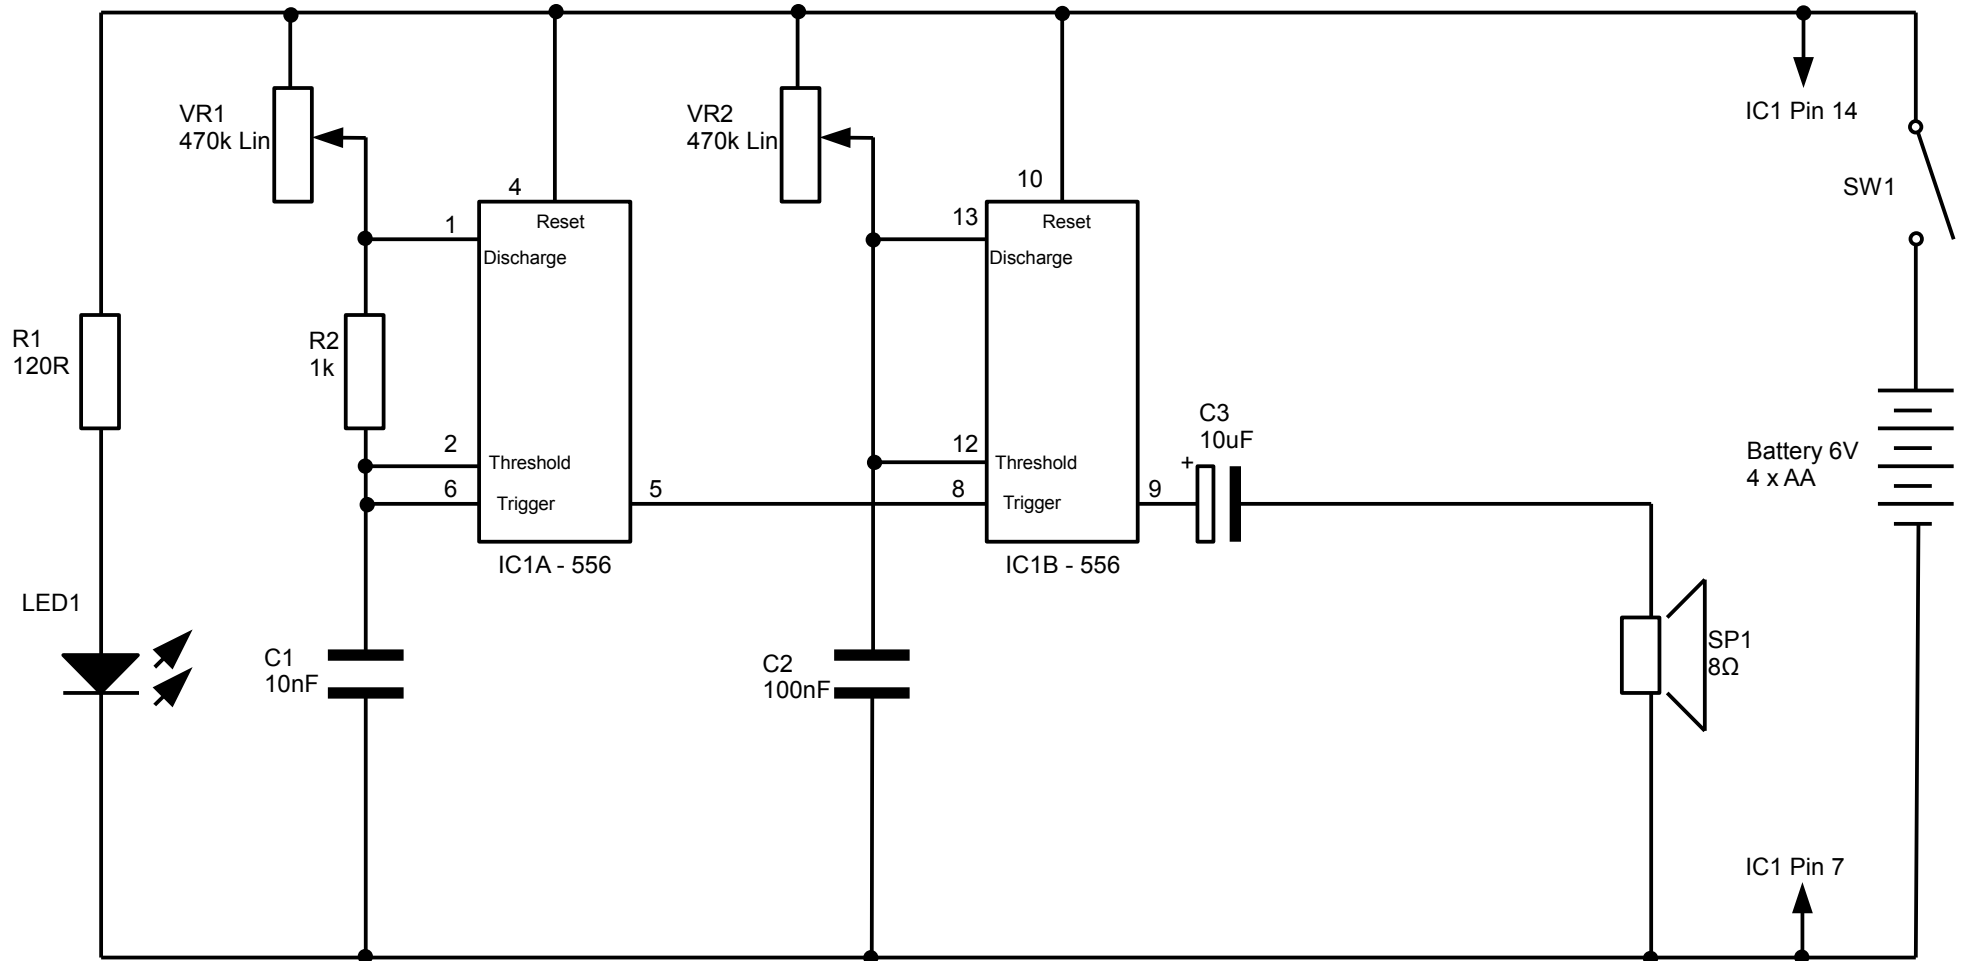 IC1 Pin 14
VR1
470k Lin
VR2
470k Lin
4
Reset
1
Discharge
10
Reset
13
Discharge
SW1
R1
120R
R2
1k
2
Threshold
6
Trigger
5
12
Threshold
8
Trigger
9
C3
10uF
+
Battery 6V
4 x AA
IC1A - 556
IC1B - 556
LED1
C1
10nF
C2
100nF
SP1
8Ω
IC1 Pin 7